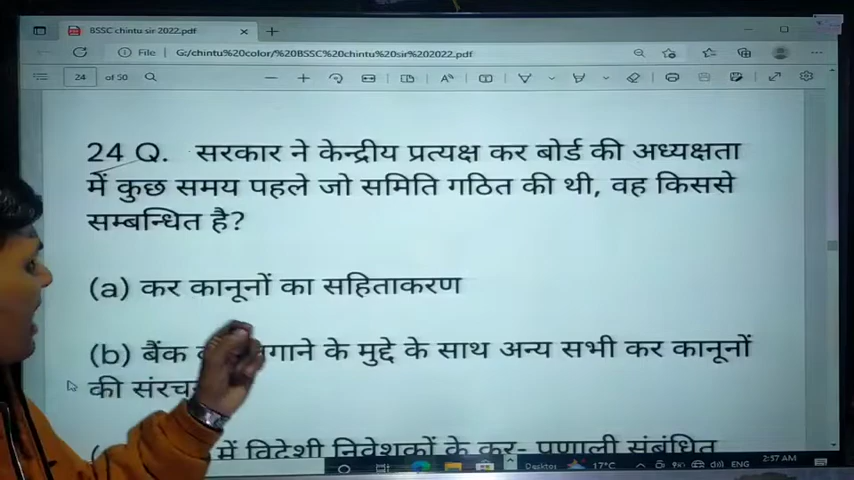 BSSC chintu sir 2022.pdf
File G:/chintu%20color/%20BSSC%20chintu%20sir%202022.pdf
24 of 50
24 Q. सरकार ने केन्द्रीय प्रत्यक्ष कर बोर्ड की अध्यक्षता
में कुछ समय पहले जो समिति गठित की थी, वह किससे
सम्बन्धित है?
(a) कर कानूनों का सहिताकरण
(b) बैंक लगाने के मुद्दे के साथ अन्य सभी कर कानूनों
की
में विदेशी निवेशकों के कर- प्रणाली संबंधित
Desktop 17°C ENG 2:57 AM